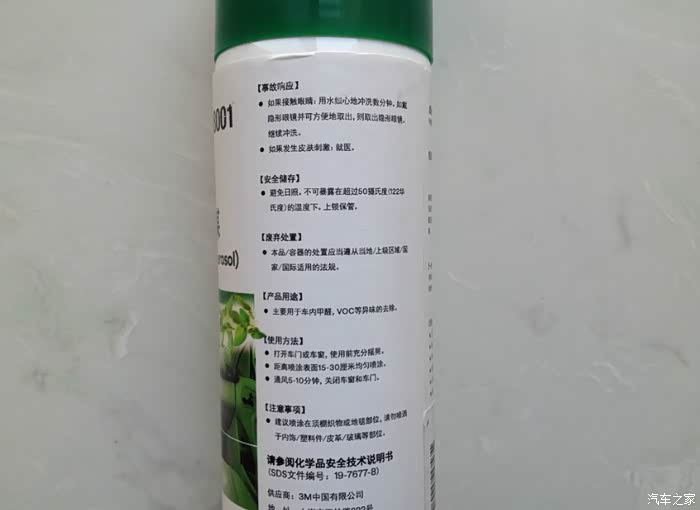 【事故响应】
● 如果接触眼睛：用水细心地冲洗数分钟。如戴
隐形眼镜并可方便地取出，则取出隐形眼镜。
继续冲洗。
● 如果发生皮肤刺激：就医。
【安全储存】
● 避免日照。不可暴露在超过50摄氏度(122华
氏度)的温度下。上锁保管。
【废弃处置】
● 本品/容器的处置应当遵从当地/上级区域/国
家/国际适用的法规。
【产品用途】
● 主要用于车内甲醛，VOC等异味的去除。
【使用方法】
● 打开车门或车窗，使用前充分摇晃。
● 距离喷涂表面15-30厘米均匀喷涂。
● 通风5-10分钟，关闭车窗和车门。
【注意事项】
● 建议喷涂在顶棚织物或地毯部位，请勿喷洒
于内饰/塑料件/皮革/玻璃等部位。
请参阅化学品安全技术说明书
(SDS文件编号：19-7677-8)
供应商：3M中国有限公司
汽车之家